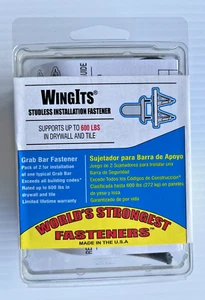 WINGITS®
STUDLESS INSTALLATION FASTENER
SUPPORTS UP TO 600 LBS
IN DRYWALL AND TILE
Grab Bar Fastener
Pack of 2 for installation
of one typical Grab Bar
Exceeds all building codes*
Rated up to 600 lbs in
drywall and tile
Limited lifetime warranty
Sujetador para Barra de Apoyo
Juego de 2 Sujetadores para Instalar una
Barra de Seguridad
Excede Todos los Códigos de Construcción*
Clasificada hasta 600 libras (272 kg) en paneles
de yeso y loza
Garantizado de por vida
WORLD'S STRONGEST
FASTENERS™
MADE IN THE U.S.A